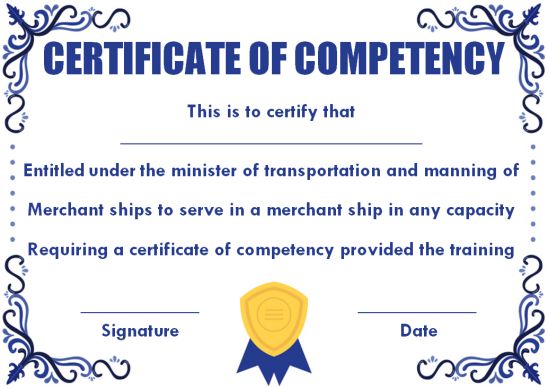 CERTIFICATE OF COMPETENCY
This is to certify that
Entitled under the minister of transportation and manning of
Merchant ships to serve in a merchant ship in any capacity
Requiring a certificate of competency provided the training
Signature
Date